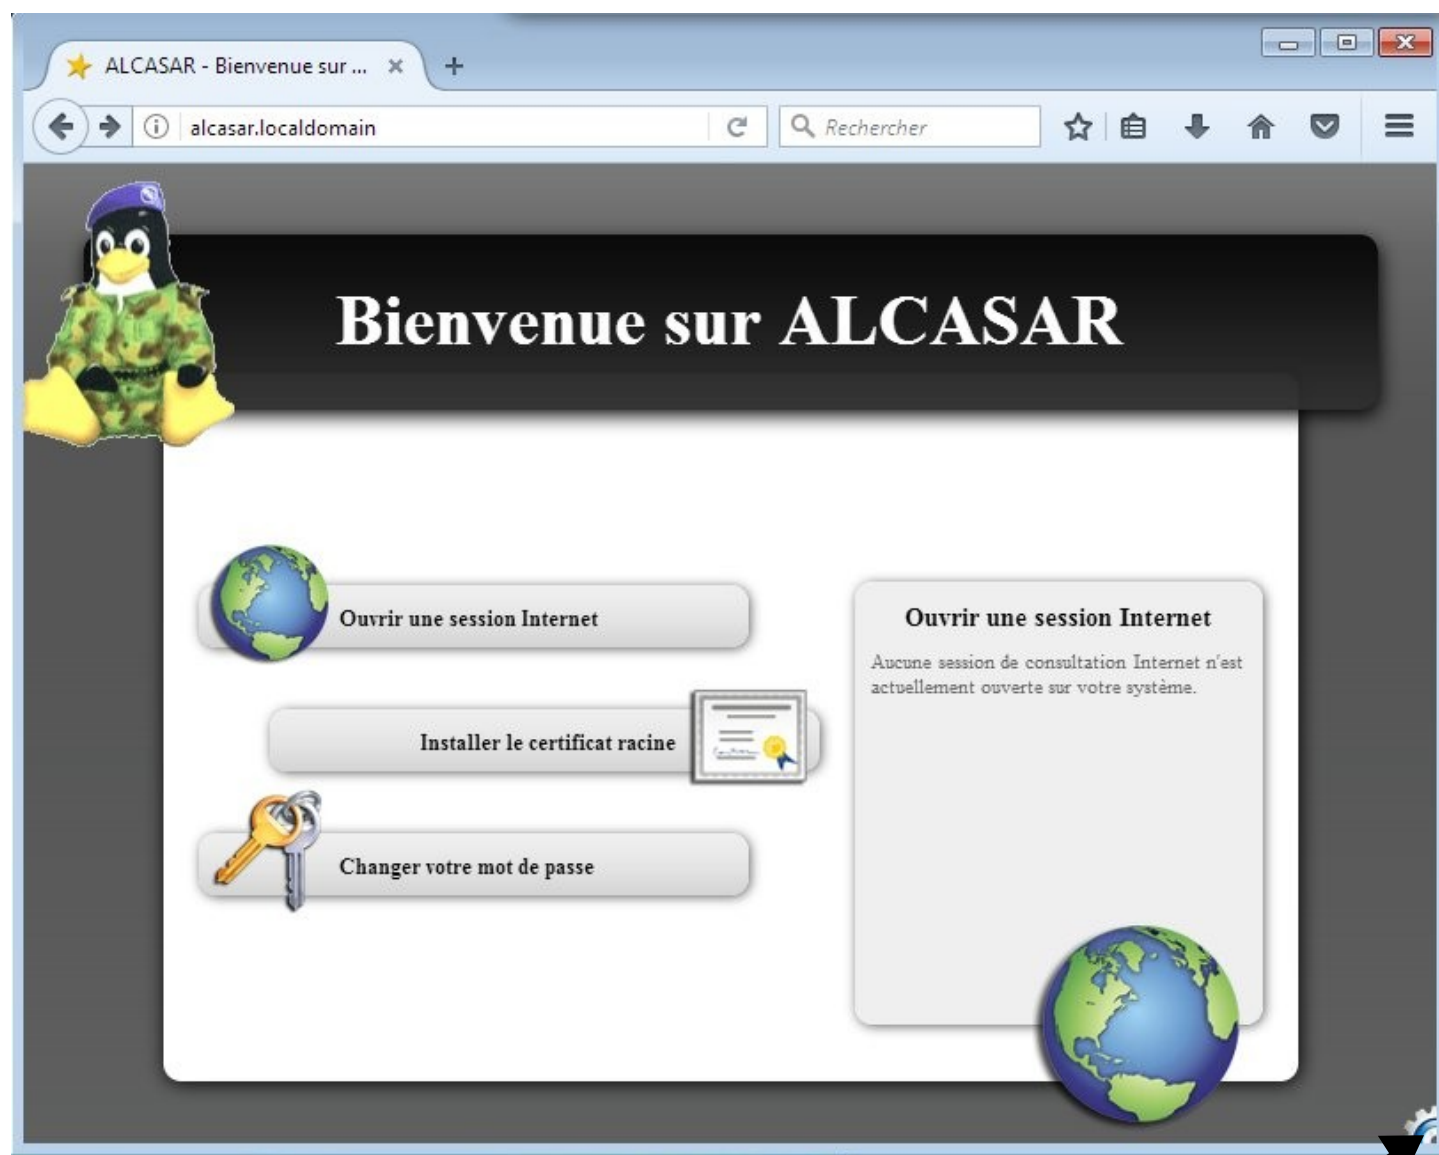 ALCASAR - Bienvenue sur ...
alcasar.localdomain
Rechercher
Bienvenue sur ALCASAR
Ouvrir une session Internet
Installer le certificat racine
Changer votre mot de passe
Ouvrir une session Internet
Aucune session de consultation Internet n'est
actuellement ouverte sur votre système.